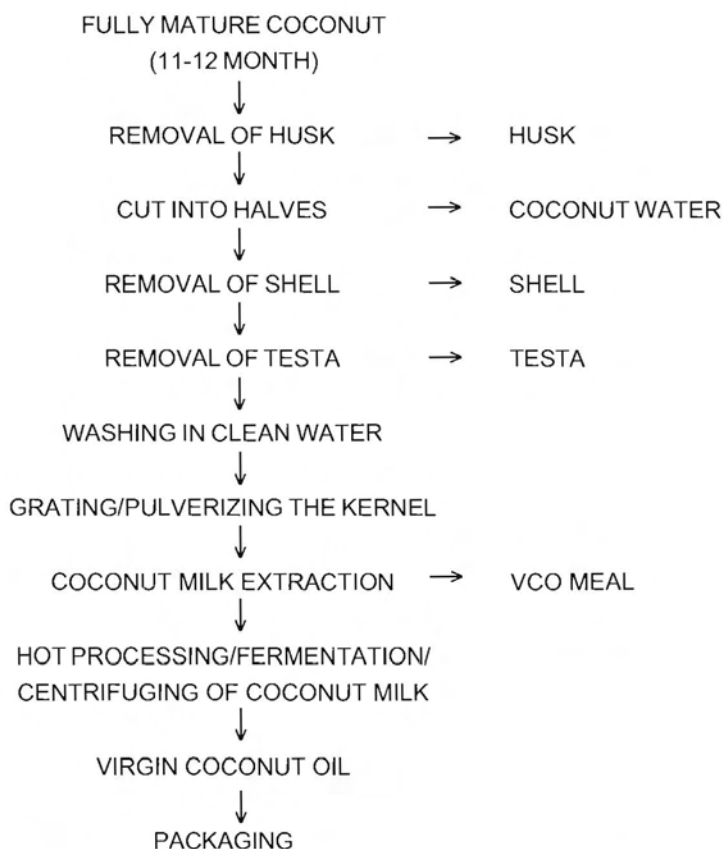 FULLY MATURE COCONUT
(11-12 MONTH)
REMOVAL OF HUSK → HUSK
CUT INTO HALVES → COCONUT WATER
REMOVAL OF SHELL → SHELL
REMOVAL OF TESTA → TESTA
WASHING IN CLEAN WATER
GRATING/PULVERIZING THE KERNEL
COCONUT MILK EXTRACTION → VCO MEAL
HOT PROCESSING/FERMENTATION/
CENTRIFUGING OF COCONUT MILK
VIRGIN COCONUT OIL
PACKAGING